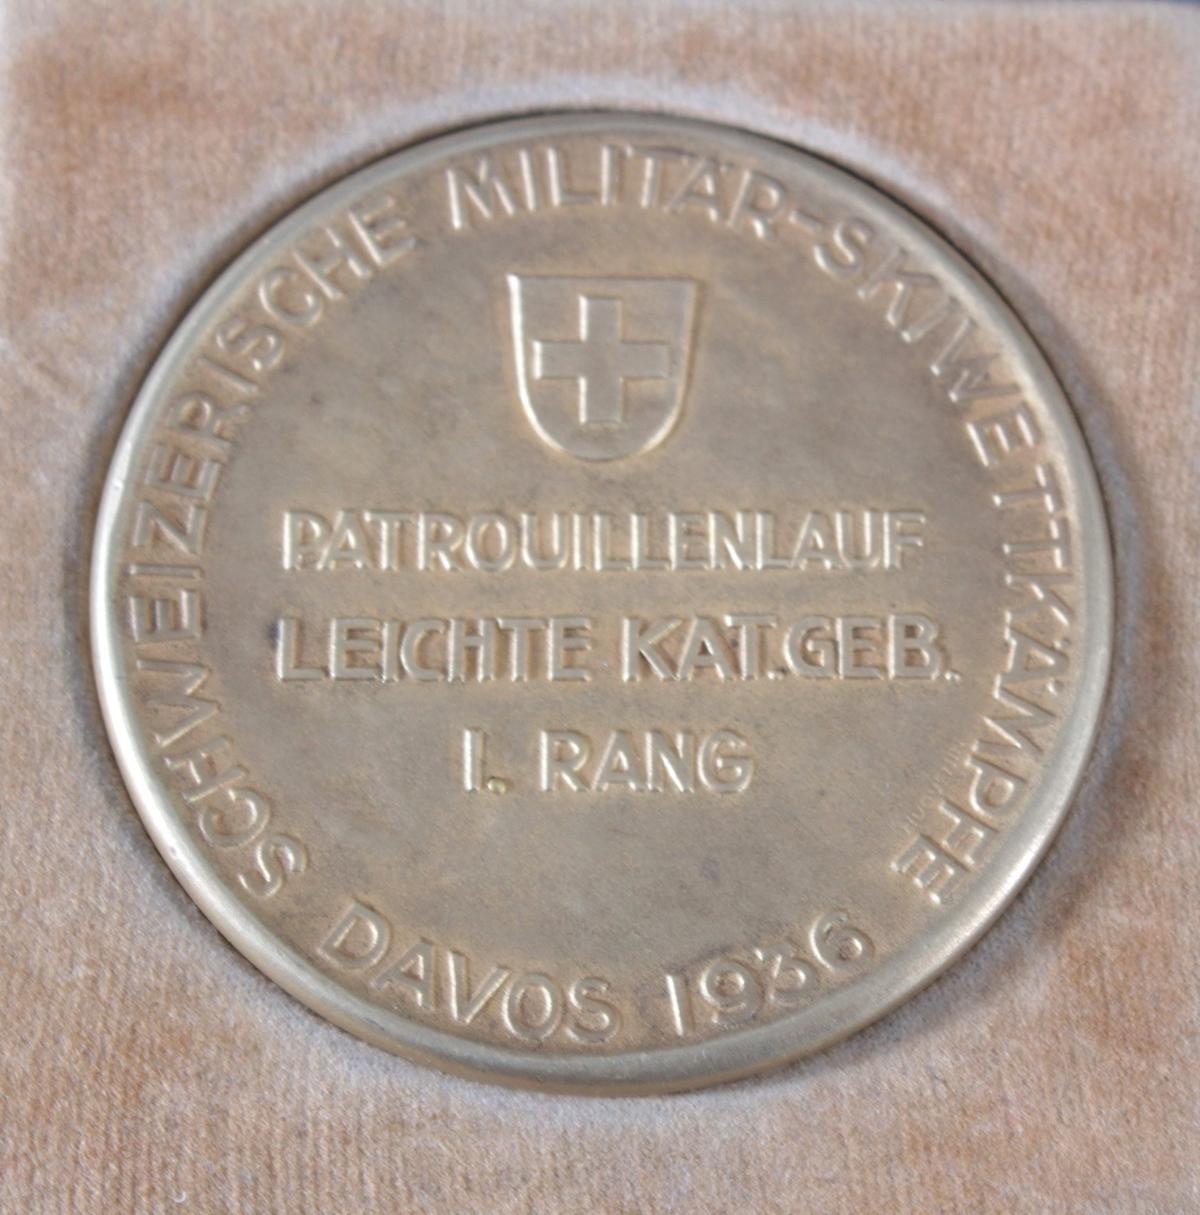 SCHWEIZERISCHE MILITÄR-SKIWETTKÄMPFE
PATROUILLENLAUF
LEICHTE KAT. GEB.
I. RANG
DAVOS 1936